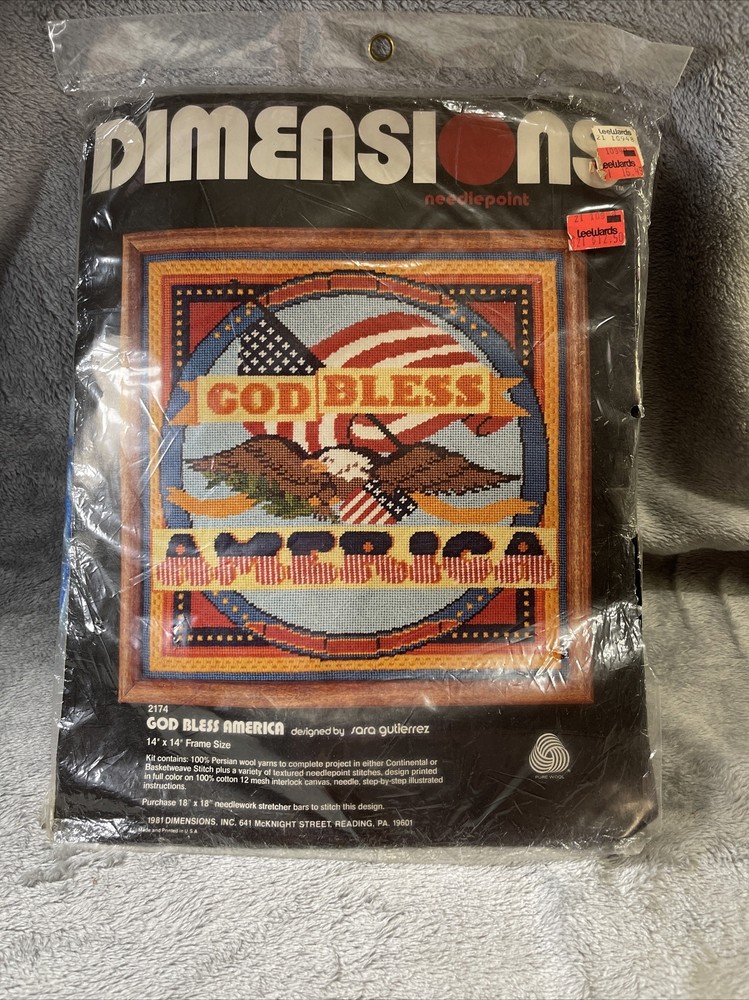 DIMENSIONS
needlepoint
LeeWards
21 10948
LeeWards
LeeWards
$12.50
GOD BLESS
AMERICA
2174
GOD BLESS AMERICA designed by sara gutierrez
14" x 14" Frame Size
Kit contains: 100% Persian wool yarns to complete project in either Continental or
Basketweave Stitch plus a variety of textured needlepoint stitches, design printed
in full color on 100% cotton 12 mesh interlock canvas, needle, step-by-step illustrated
instructions.
PURE WOOL
Purchase 18" x 18" needlework stretcher bars to stitch this design.
1981 DIMENSIONS, INC. 641 McKNIGHT STREET, READING, PA. 19601
Made and Printed in U.S.A.